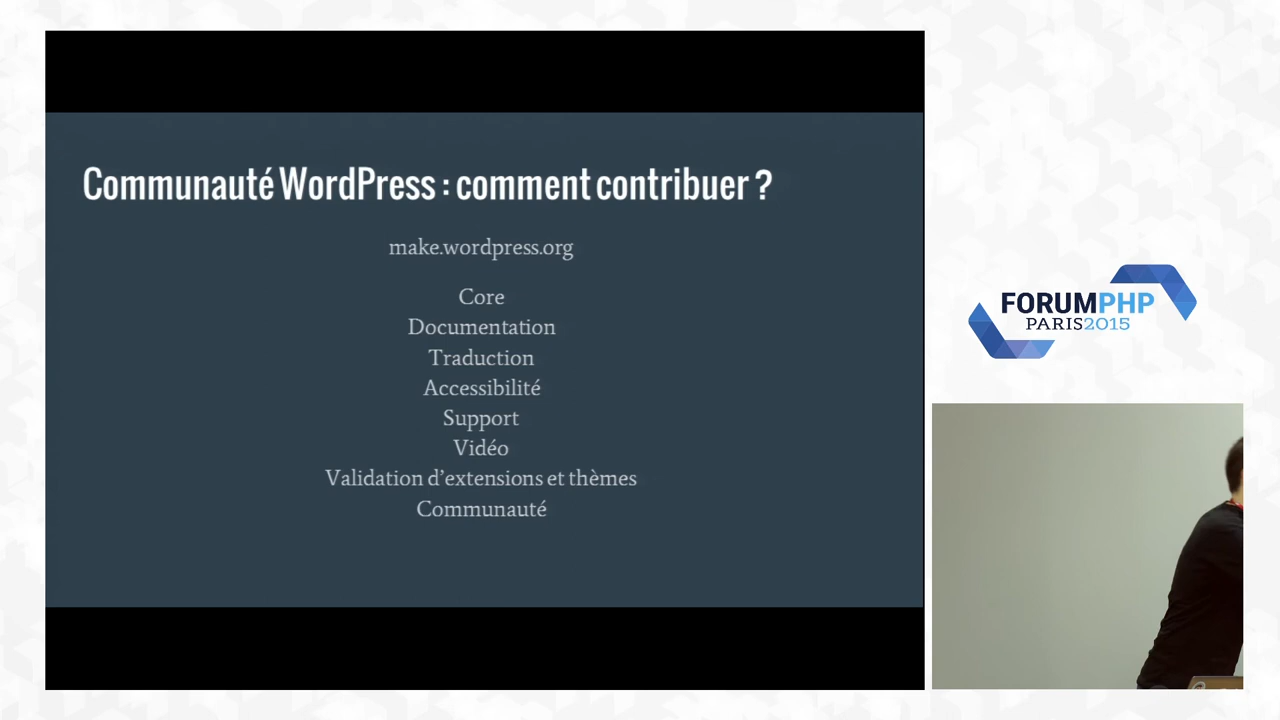 Communauté WordPress : comment contribuer ?
make.wordpress.org
Core
Documentation
Traduction
Accessibilité
Support
Vidéo
Validation d’extensions et thèmes
Communauté
FORUMPHP
PARIS2015